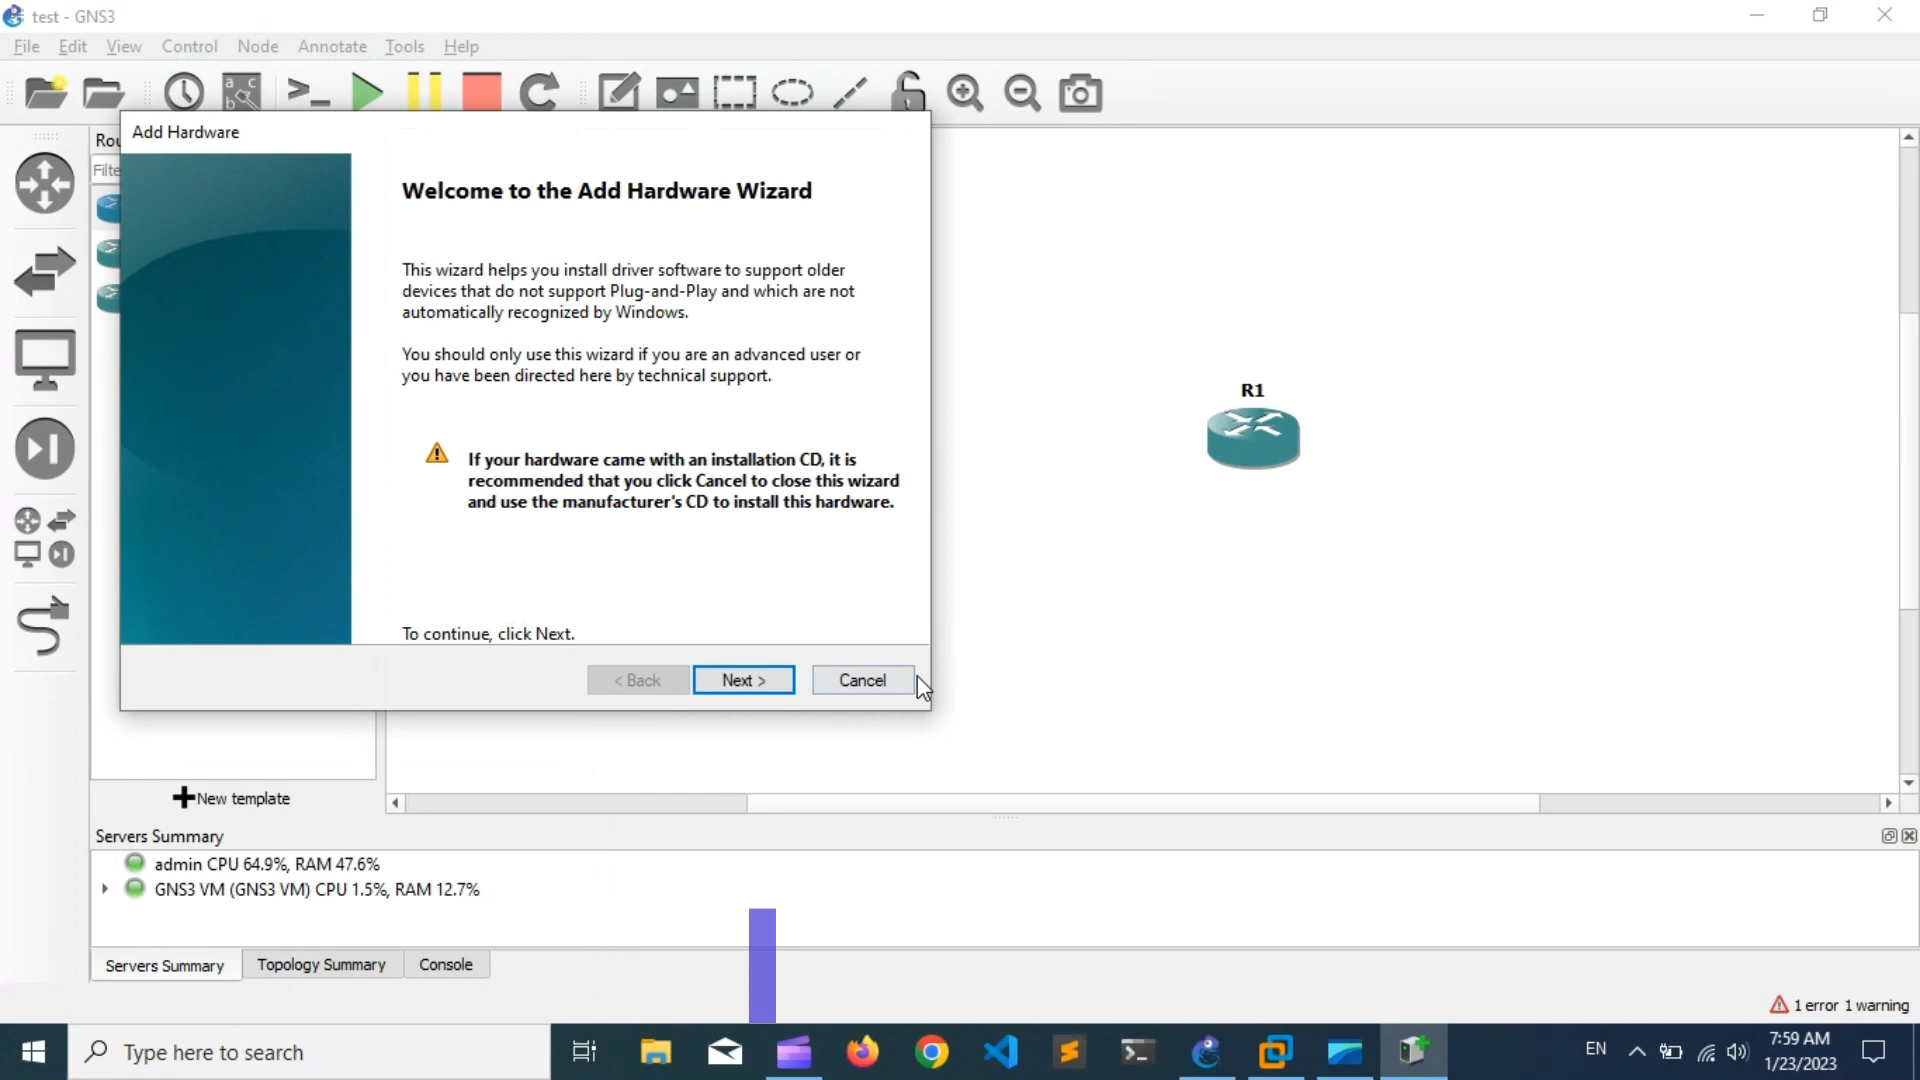 test - GNS3
File Edit View Control Node Annotate Tools Help
a c
b
Add Hardware
Rou
Filte
Welcome to the Add Hardware Wizard
This wizard helps you install driver software to support older
devices that do not support Plug-and-Play and which are not
automatically recognized by Windows.
You should only use this wizard if you are an advanced user or
you have been directed here by technical support.
If your hardware came with an installation CD, it is
recommended that you click Cancel to close this wizard
and use the manufacturer's CD to install this hardware.
To continue, click Next.
< Back Next > Cancel
R1
New template
Servers Summary
admin CPU 64.9%, RAM 47.6%
GNS3 VM (GNS3 VM) CPU 1.5%, RAM 12.7%
Servers Summary Topology Summary Console
1 error 1 warning
Type here to search
EN
7:59 AM
1/23/2023